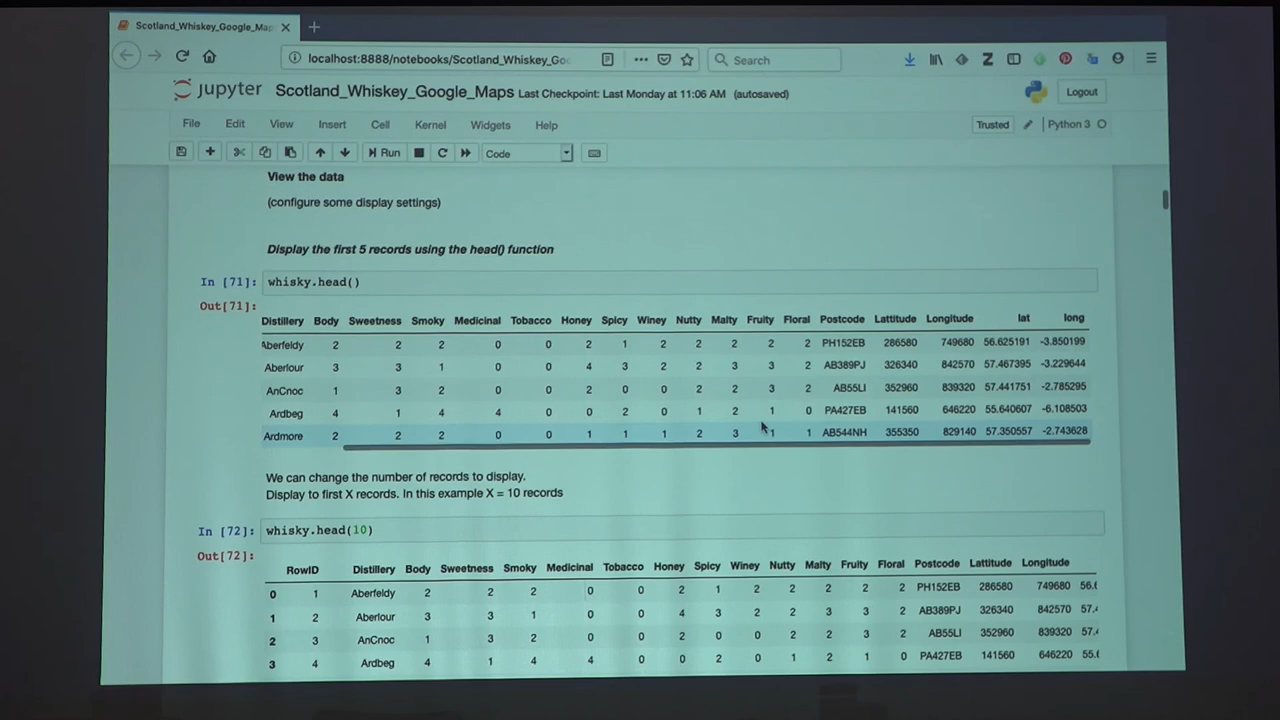 Scotland_Whiskey_Google_Map
localhost:8888/notebooks/Scotland_Whiskey_Go
Search
jupyter Scotland_Whiskey_Google_Maps Last Checkpoint: Last Monday at 11:06 AM (autosaved)
Logout
File Edit View Insert Cell Kernel Widgets Help
Trusted Python 3
Run Code
View the data
(configure some display settings)
Display the first 5 records using the head() function
In [71]: whisky.head()
Out[71]:
Distillery Body Sweetness Smoky Medicinal Tobacco Honey Spicy Winey Nutty Malty Fruity Floral Postcode Lattitude Longitude lat long
Aberfeldy 2 2 2 0 0 2 1 2 2 2 2 2 PH152EB 286580 749680 56.625191 -3.850199
Aberlour 3 3 1 0 0 4 3 2 2 3 3 2 AB389PJ 326340 842570 57.467395 -3.229644
AnCnoc 1 3 2 0 0 2 0 0 2 2 3 2 AB55LI 352960 839320 57.441751 -2.785295
Ardbeg 4 1 4 4 0 0 2 0 1 2 1 0 PA427EB 141560 646220 55.640607 -6.108503
Ardmore 2 2 2 0 0 1 1 1 2 3 1 1 AB544NH 355350 829140 57.350557 -2.743628
We can change the number of records to display.
Display to first X records. In this example X = 10 records
In [72]: whisky.head(10)
Out[72]:
RowID Distillery Body Sweetness Smoky Medicinal Tobacco Honey Spicy Winey Nutty Malty Fruity Floral Postcode Lattitude Longitude
0 1 Aberfeldy 2 2 2 0 0 2 1 2 2 2 2 2 PH152EB 286580 749680 56.6
1 2 Aberlour 3 3 1 0 0 4 3 2 2 3 3 2 AB389PJ 326340 842570 57.4
2 3 AnCnoc 1 3 2 0 0 2 0 0 2 2 3 2 AB55LI 352960 839320 57.4
3 4 Ardbeg 4 1 4 4 0 0 2 0 1 2 1 0 PA427EB 141560 646220 55.6